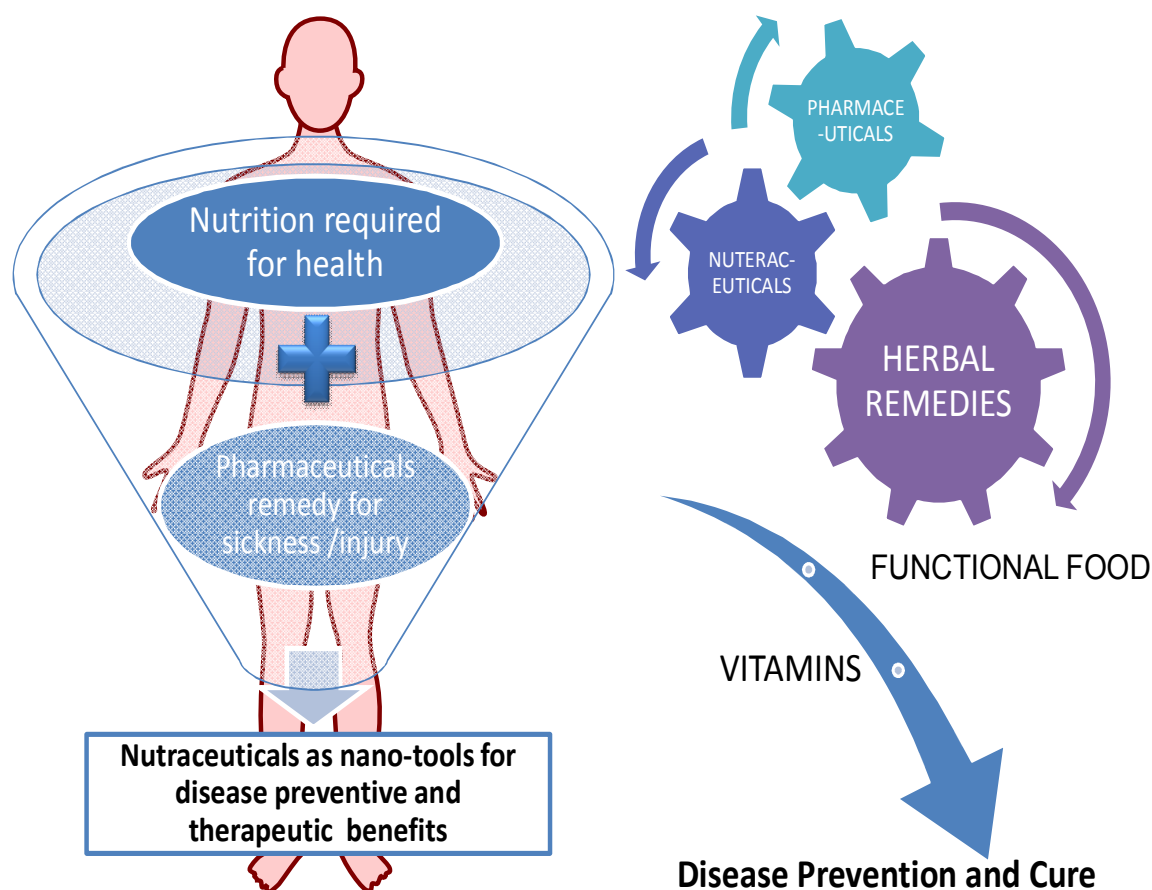 Nutrition required
for health
Pharmaceuticals
remedy for
sickness /injury
Nutraceuticals as nano-tools for
disease preventive and
therapeutic benefits
PHARMACE
-UTICALS
NUTERAC-
EUTICALS
HERBAL
REMEDIES
FUNCTIONAL FOOD
VITAMINS
Disease Prevention and Cure